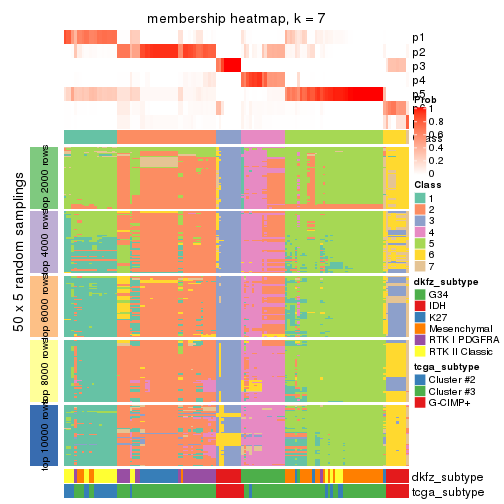 membership heatmap, k = 7
p1
p2
p3
p4
p5
Prob
1
0.8
0.4
0.2
0
Class
1
2
3
4
5
6
7
50 x 5 random samplings
top 2000 rows
top 4000 rows
top 6000 rows
top 8000 rows
top 10000 rows
dkfz_subtype
G34
IDH
K27
Mesenchymal
RTK I PDGFRA
RTK II Classic
tcga_subtype
Cluster #2
Cluster #3
G-CIMP+
dkfz_subtype
tcga_subtype